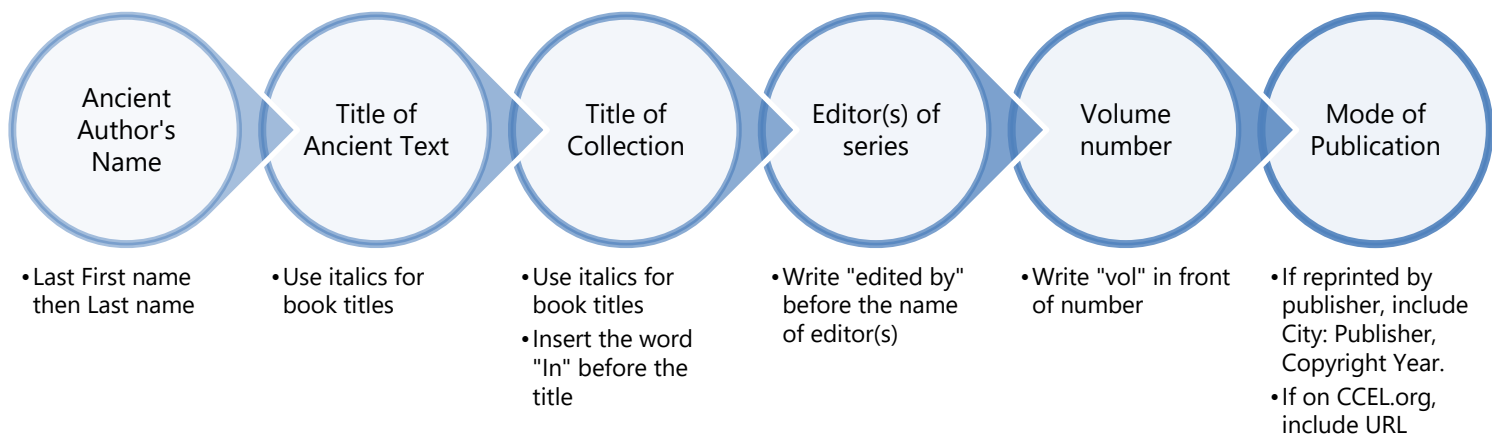 Ancient
Author's
Name
Title of
Ancient Text
Title of
Collection
Editor(s) of
series
Volume
number
Mode of
Publication
•Last First name
then Last name
•Use italics for
book titles
•Use italics for
book titles
•Insert the word
"In" before the
title
•Write "edited by"
before the name
of editor(s)
•Write "vol" in front
of number
•If reprinted by
publisher, include
City: Publisher,
Copyright Year.
•If on CCEL.org,
include URL